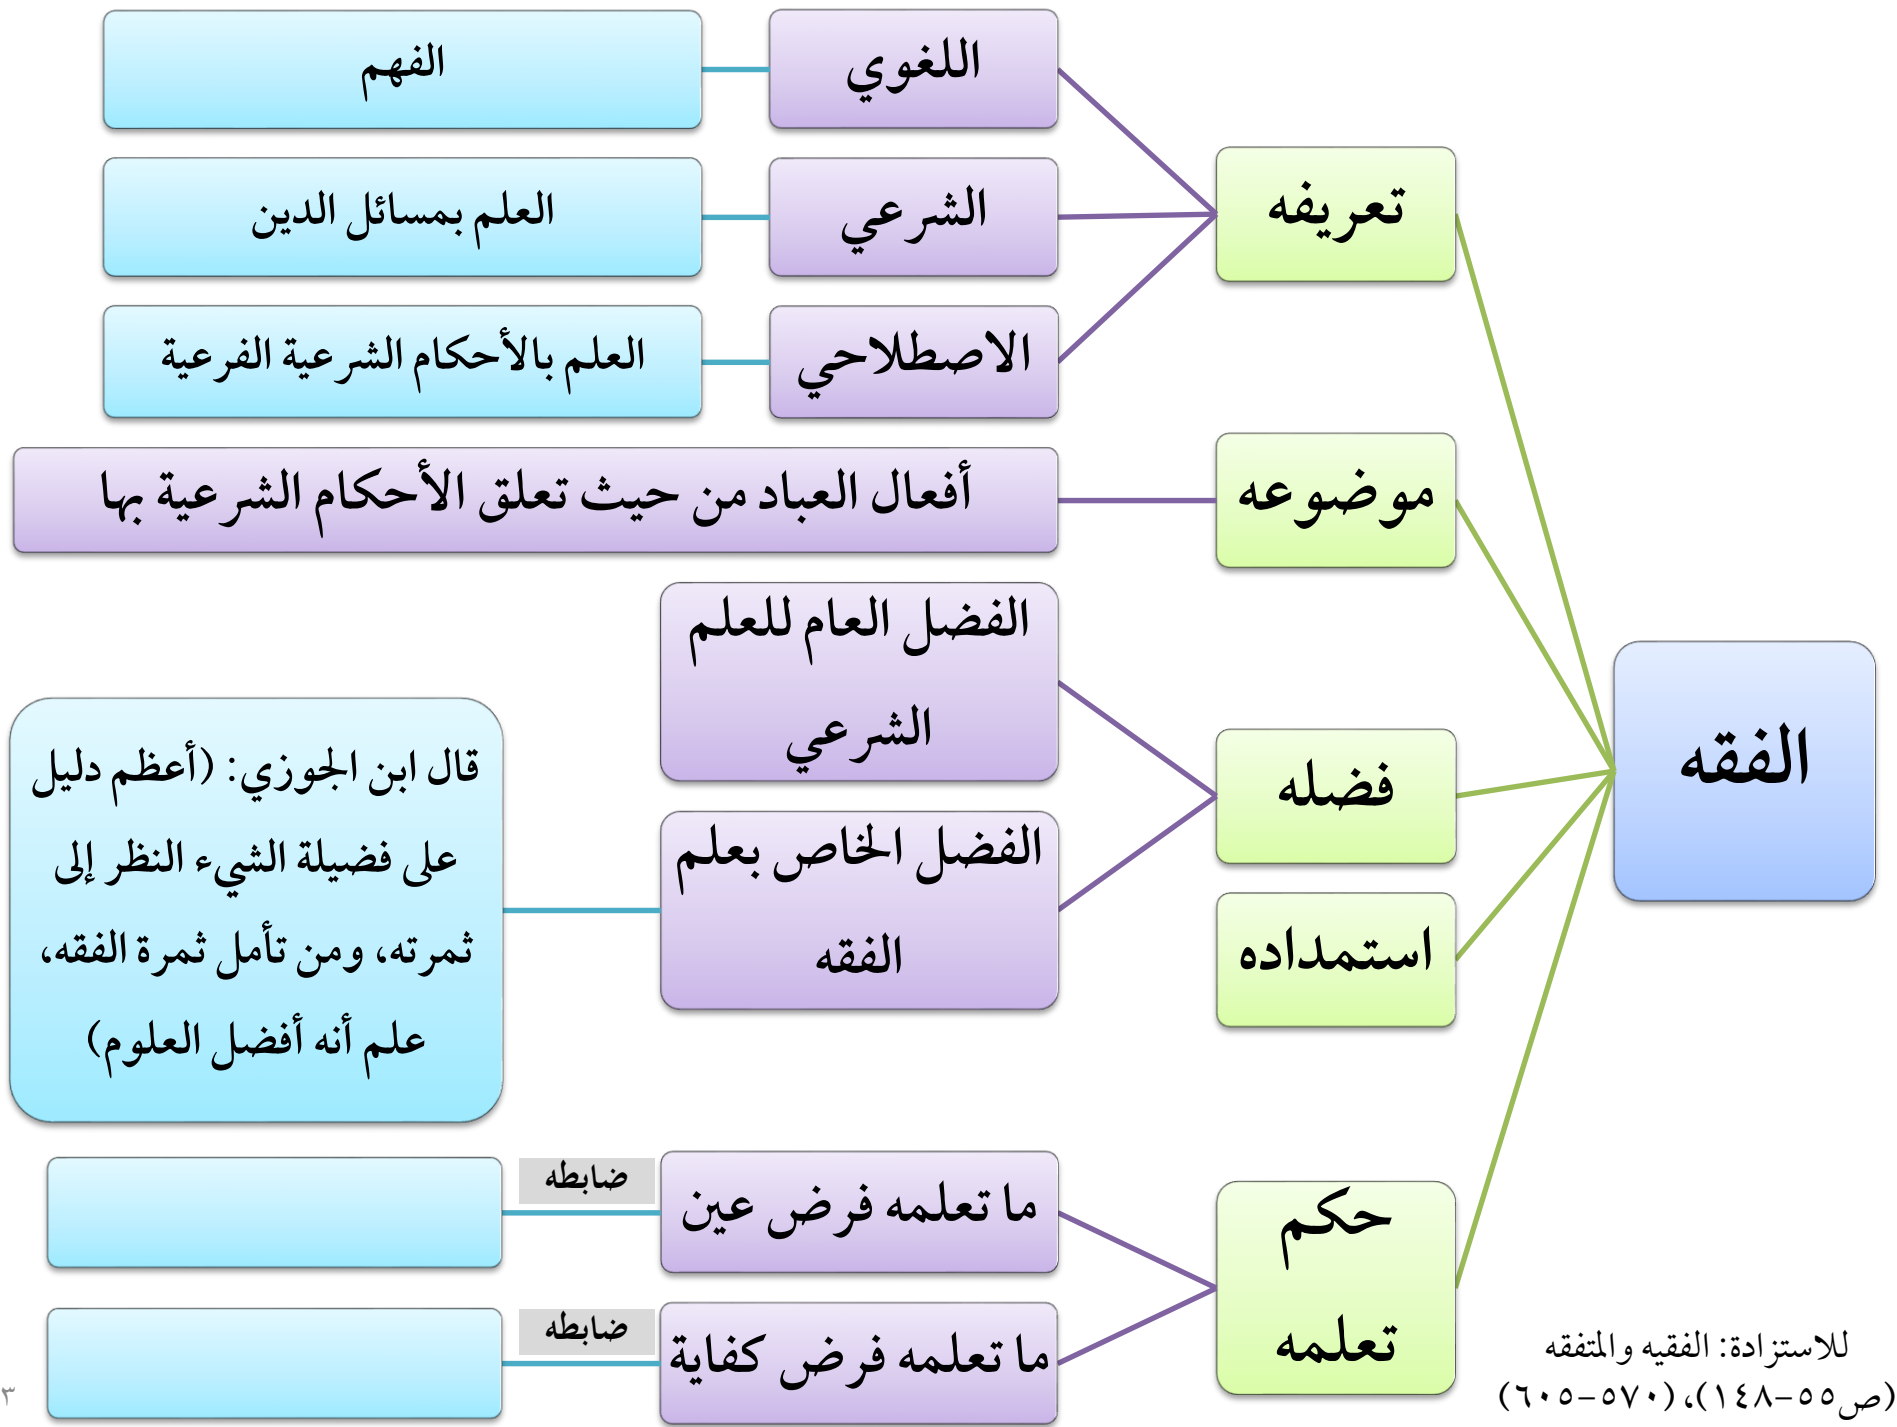 الفقه
تعريفه
اللغوي
الفهم
الشرعي
العلم بمسائل الدين
الاصطلاحي
العلم بالأحكام الشرعية الفرعية
موضوعه
أفعال العباد من حيث تعلق الأحكام الشرعية بها
فضله
الفضل العام للعلم
الشرعي
الفضل الخاص بعلم
الفقه
قال ابن الجوزي: (أعظم دليل
على فضيلة الشيء النظر إلى
ثمرته، ومن تأمل ثمرة الفقه،
علم أنه أفضل العلوم)
استمداده
حكم
تعلمه
ما تعلمه فرض عين
ضابطه
ما تعلمه فرض كفاية
ضابطه
للاستزادة: الفقيه والمتفقه
(ص٥٥-١٤٨)، (٥٧٠-٦٠٥)
٣